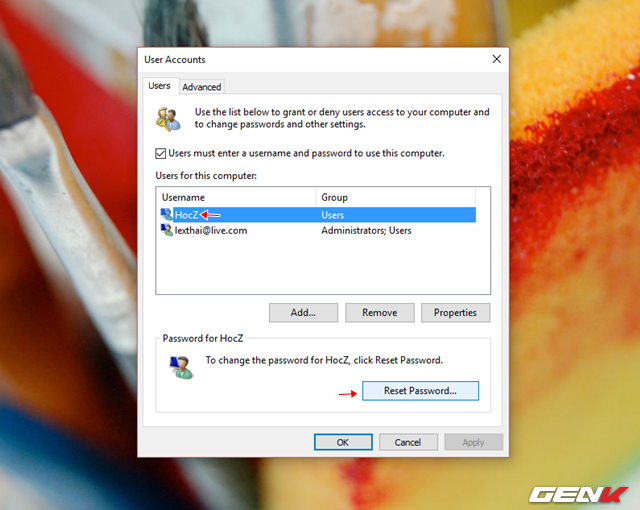 User Accounts
Users
Advanced
Use the list below to grant or deny users access to your computer and
to change passwords and other settings.
Users must enter a username and password to use this computer.
Users for this computer:
Username Group
HocZ Users
lexthai@live.com Administrators; Users
Add... Remove Properties
Password for HocZ
To change the password for HocZ, click Reset Password.
Reset Password...
OK Cancel Apply
GENK